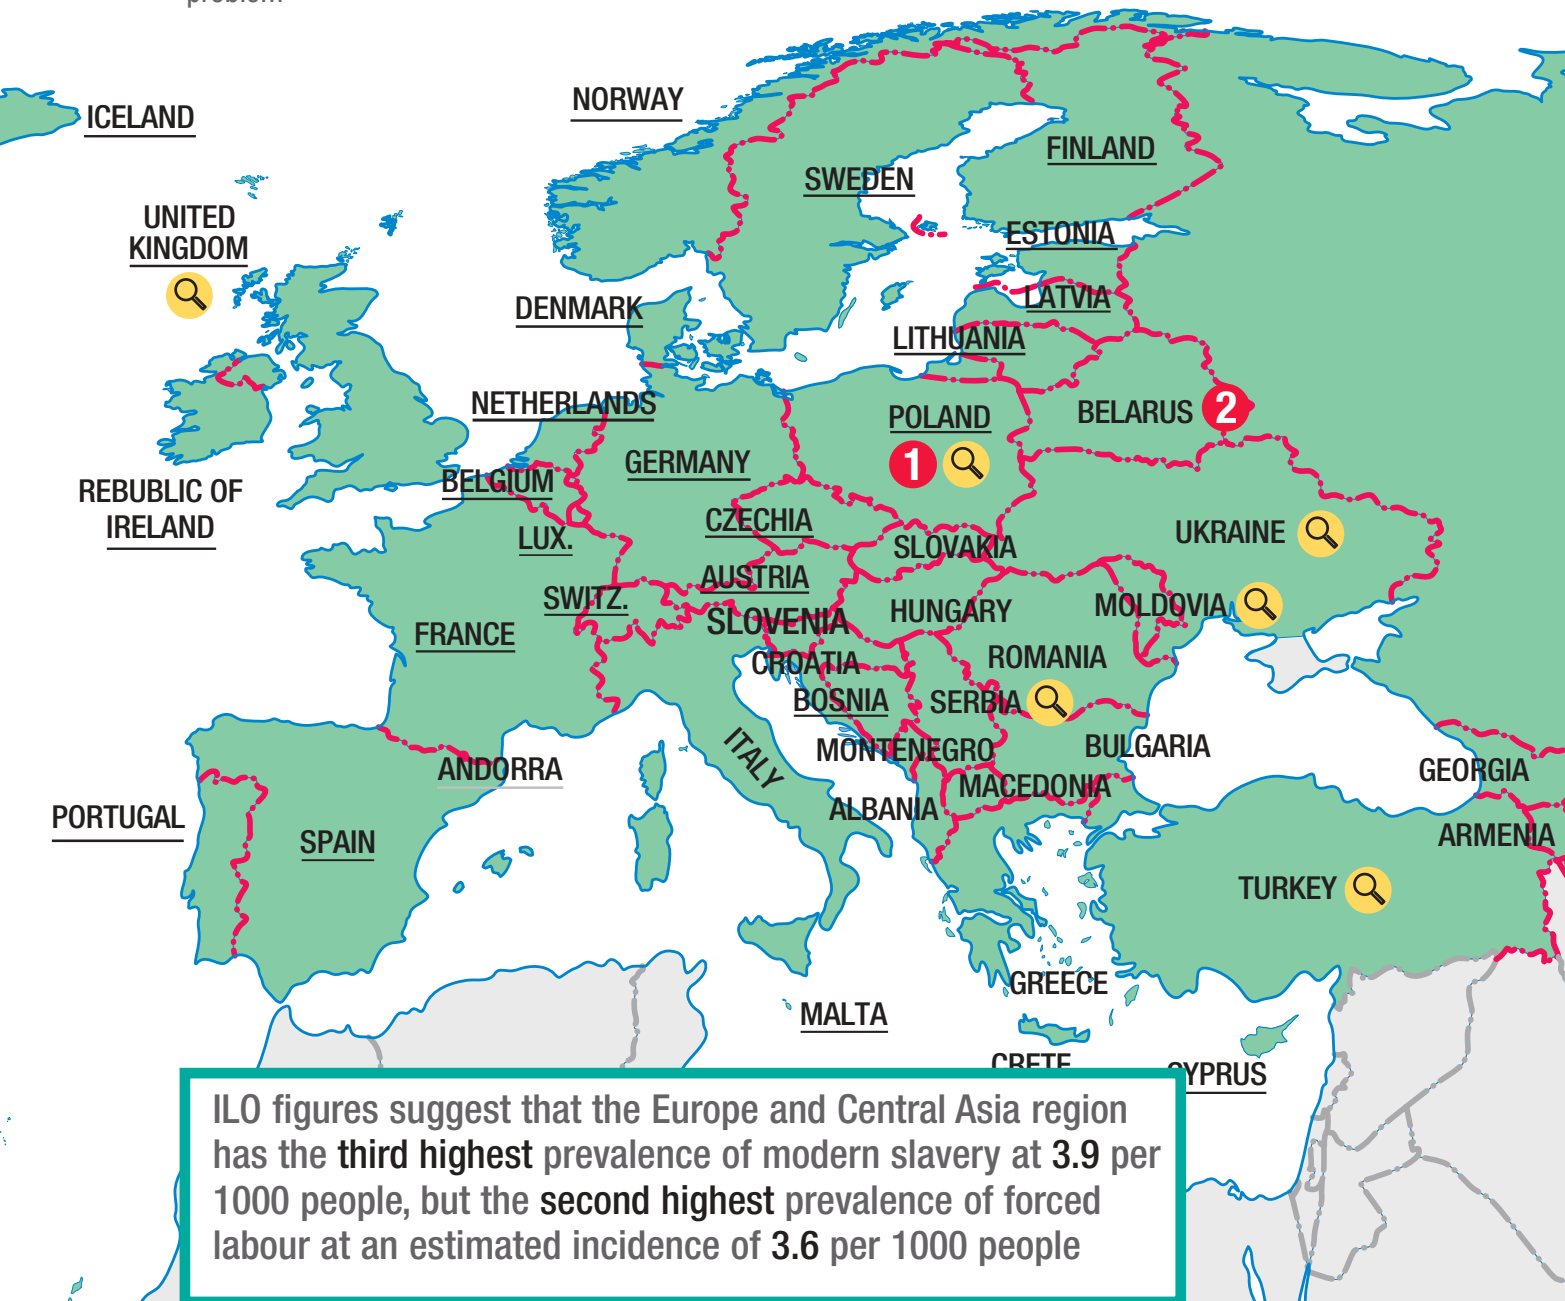 problem
NORWAY
ICELAND
FINLAND
SWEDEN
UNITED
KINGDOM
ESTONIA
LATVIA
DENMARK
LITHUANIA
NETHERLANDS
BELARUS 2
POLAND
1
GERMANY
BELGIUM
REBUBLIC OF
IRELAND
CZECHIA
UKRAINE
LUX.
SLOVAKIA
AUSTRIA
SWITZ.
MOLDOVIA
HUNGARY
SLOVENIA
FRANCE
ROMANIA
CROATIA
BOSNIA
SERBIA
ITALY
MONTENEGRO
BULGARIA
ANDORRA
GEORGIA
MACEDONIA
ALBANIA
PORTUGAL
ARMENIA
SPAIN
TURKEY
GREECE
MALTA
CRETE
CYPRUS
ILO figures suggest that the Europe and Central Asia region
has the third highest prevalence of modern slavery at 3.9 per
1000 people, but the second highest prevalence of forced
labour at an estimated incidence of 3.6 per 1000 people